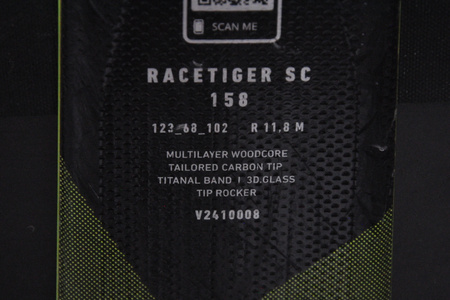 SCAN ME
RACETIGER SC
158
123_68_102 R 11,8 M
MULTILAYER WOODCORE
TAILORED CARBON TIP
TITANAL BAND | 3D.GLASS
TIP ROCKER
V2410008